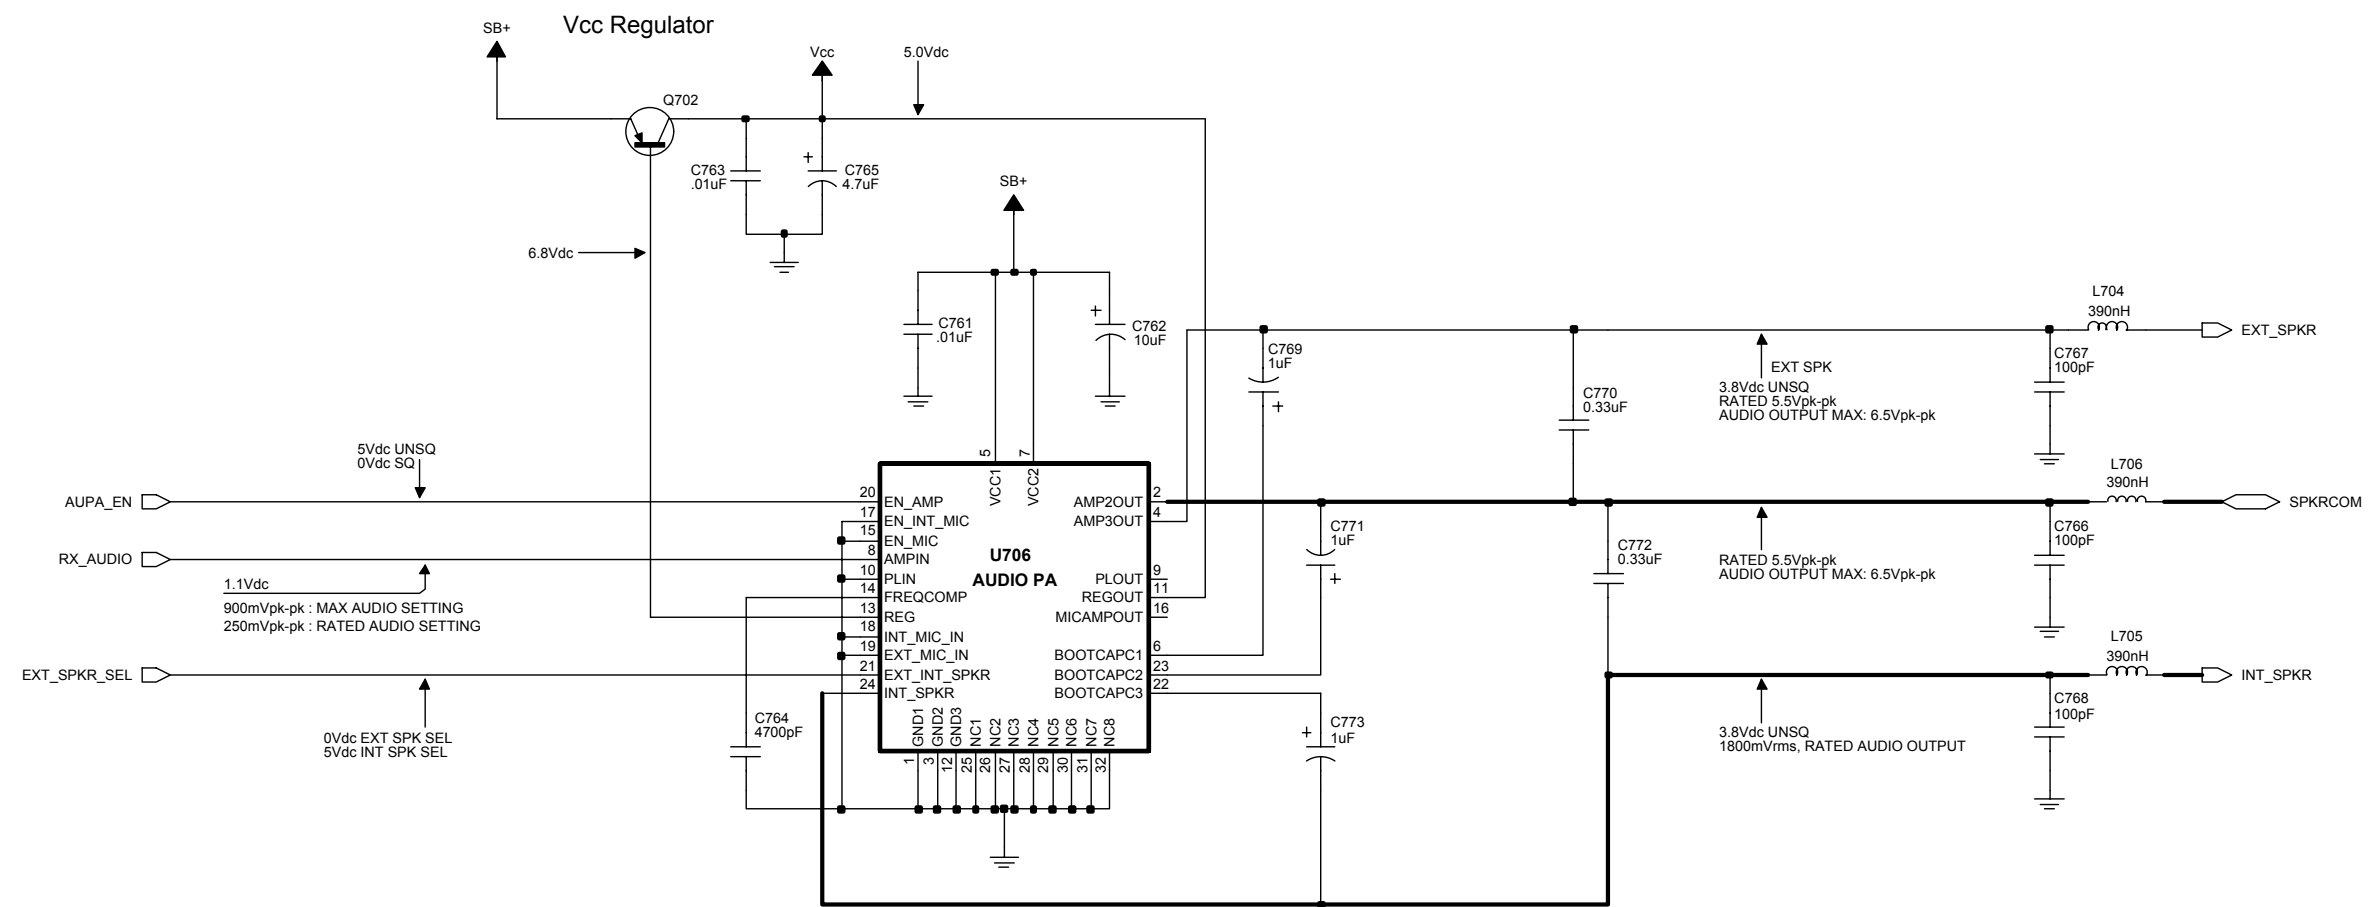 Vcc Regulator
SB+
Vcc
5.0Vdc
Q702
C763
.01uF
+
C765
4.7uF
SB+
6.8Vdc
C761
.01uF
+
C762
10uF
C769
1uF
+
L704
390nH
EXT_SPKR
C767
100pF
EXT SPK
3.8Vdc UNSQ
RATED 5.5Vpk-pk
AUDIO OUTPUT MAX: 6.5Vpk-pk
C770
0.33uF
5Vdc UNSQ
0Vdc SQ
AUPA_EN
RX_AUDIO
1.1Vdc
900mVpk-pk : MAX AUDIO SETTING
250mVpk-pk : RATED AUDIO SETTING
EXT_SPKR_SEL
0Vdc EXT SPK SEL
5Vdc INT SPK SEL
C764
4700pF
5
7
VCC1
VCC2
20
EN_AMP
17
EN_INT_MIC
15
EN_MIC
8
AMPIN
10
PLIN
14
FREQCOMP
13
REG
18
INT_MIC_IN
19
EXT_MIC_IN
21
EXT_INT_SPKR
24
INT_SPKR
U706
AUDIO PA
AMP2OUT
2
AMP3OUT
4
PLOUT
9
REGOUT
11
MICAMPOUT
16
BOOTCAPC1
6
BOOTCAPC2
23
BOOTCAPC3
22
GND1
GND2
GND3
NC1
NC2
NC3
NC4
NC5
NC6
NC7
NC8
1
3
12
25
26
27
28
29
30
31
32
C771
1uF
+
+
C773
1uF
C772
0.33uF
L706
390nH
SPKRCOM
C766
100pF
RATED 5.5Vpk-pk
AUDIO OUTPUT MAX: 6.5Vpk-pk
L705
390nH
INT_SPKR
C768
100pF
3.8Vdc UNSQ
1800mVrms, RATED AUDIO OUTPUT